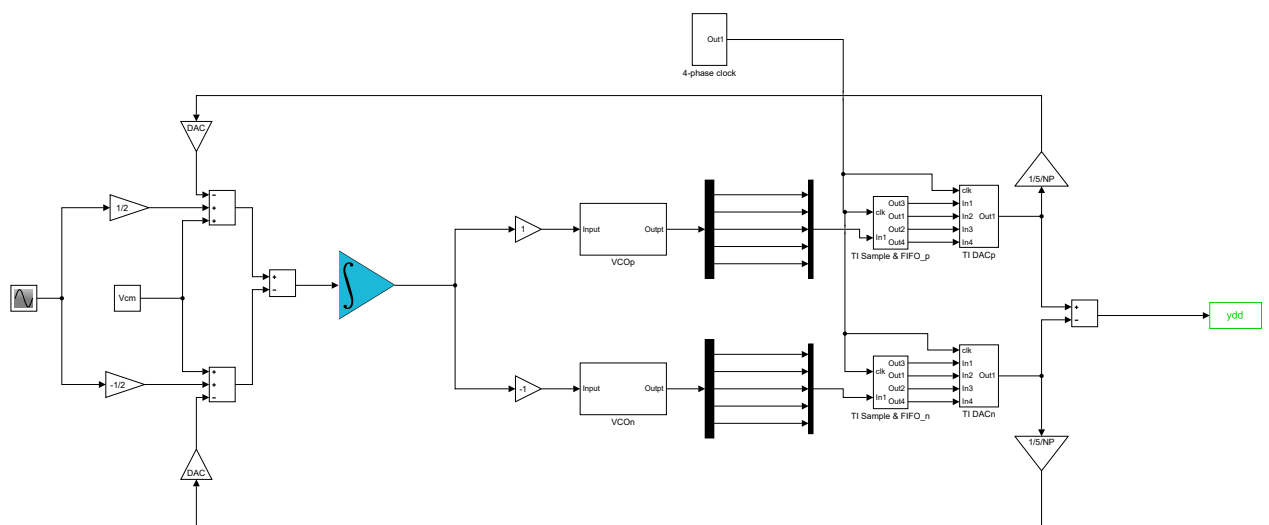 Out1
4-phase clock
DAC
1/5/NP
-
+
+
1/2
1
Input
Outpt
VCOp
clk
In1
Out3
Out1
Out2
Out4
TI Sample & FIFO_p
clk
In1
In2
In3
In4
Out1
TI DACp
Vcm
+
-
∫
+
-
ydd
+
+
-
-1/2
-1
Input
Outpt
VCOn
clk
In1
Out3
Out1
Out2
Out4
TI Sample & FIFO_n
clk
In1
In2
In3
In4
Out1
TI DACn
DAC
1/5/NP